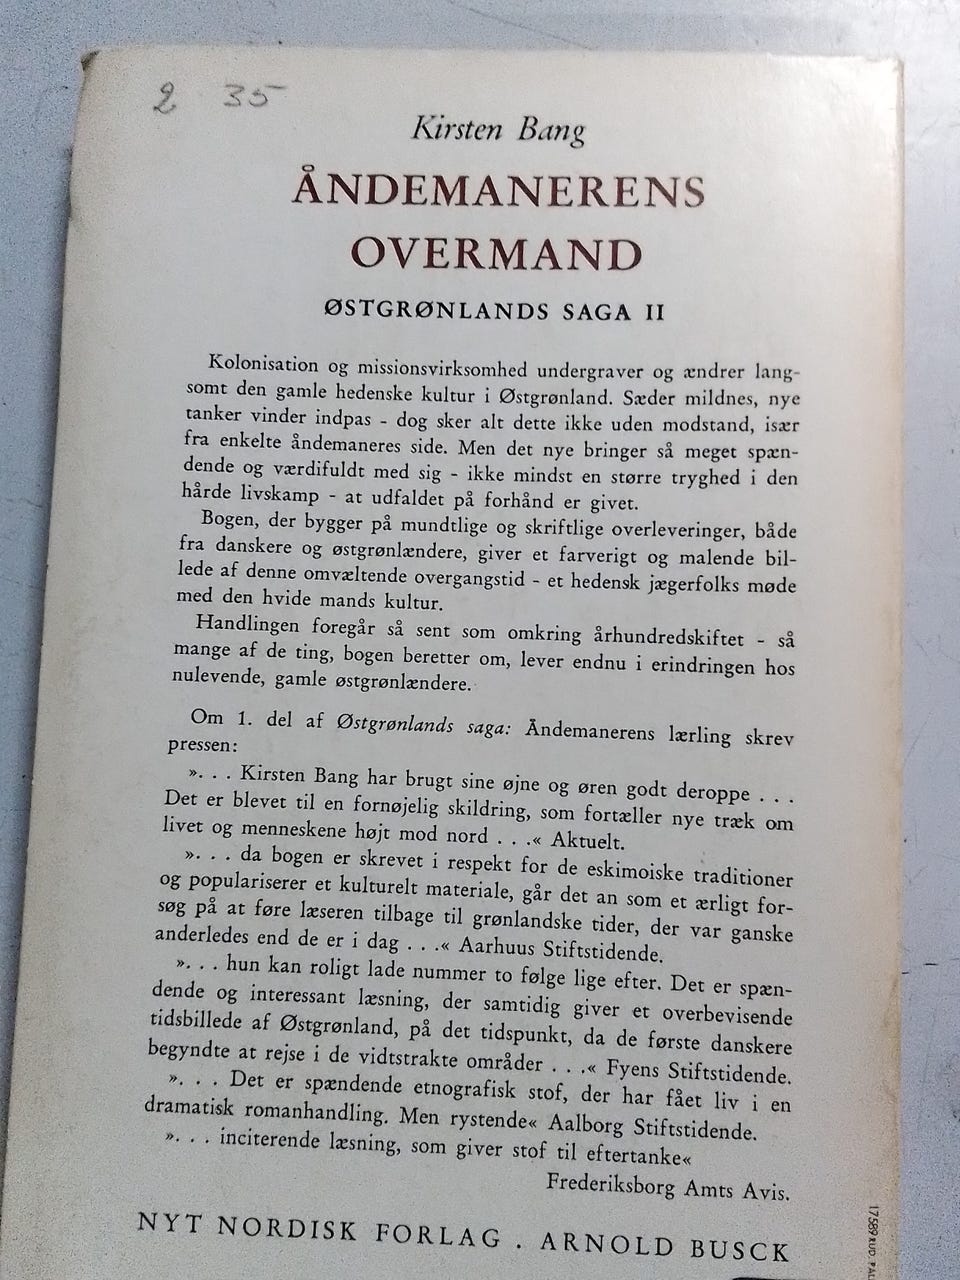 2 35
Kirsten Bang
ÅNDEMANERENS
OVERMAND
ØSTGRØNLANDS SAGA II
Kolonisation og missionsvirksomhed undergraver og ændrer lang-
somt den gamle hedenske kultur i Østgrønland. Sæder mildnes, nye
tanker vinder indpas - dog sker alt dette ikke uden modstand, især
fra enkelte åndemaneres side. Men det nye bringer så meget spæn-
dende og værdifuldt med sig - ikke mindst en større tryghed i den
hårde livskamp - at udfaldet på forhånd er givet.
Bogen, der bygger på mundtlige og skriftlige overleveringer, både
fra danskere og østgrønlændere, giver et farverigt og malende bil-
lede af denne omvæltende overgangstid - et hedensk jægerfolks møde
med den hvide mands kultur.
Handlingen foregår så sent som omkring århundredskiftet - så
mange af de ting, bogen beretter om, lever endnu i erindringen hos
nulevende, gamle østgrønlændere.
Om 1. del af Østgrønlands saga: Åndemanerens lærling skrev
pressen:
». . . Kirsten Bang har brugt sine øjne og øren godt deroppe . . .
Det er blevet til en fornøjelig skildring, som fortæller nye træk om
livet og menneskene højt mod nord . . .« Aktuelt.
». . . da bogen er skrevet i respekt for de eskimoiske traditioner
og populariserer et kulturelt materiale, går det an som et ærligt for-
søg på at føre læseren tilbage til grønlandske tider, der var ganske
anderledes end de er i dag . . .« Aarhuus Stiftstidende.
». . . hun kan roligt lade nummer to følge lige efter. Det er spæn-
dende og interessant læsning, der samtidig giver et overbevisende
tidsbillede af Østgrønland, på det tidspunkt, da de første danskere
begyndte at rejse i de vidtstrakte områder . . .« Fyens Stiftstidende.
». . . Det er spændende etnografisk stof, der har fået liv i en
dramatisk romanhandling. Men rystende« Aalborg Stiftstidende.
». . . inciterende læsning, som giver stof til eftertanke«
Frederiksborg Amts Avis.
NYT NORDISK FORLAG . ARNOLD BUSCK
17589 RUD.